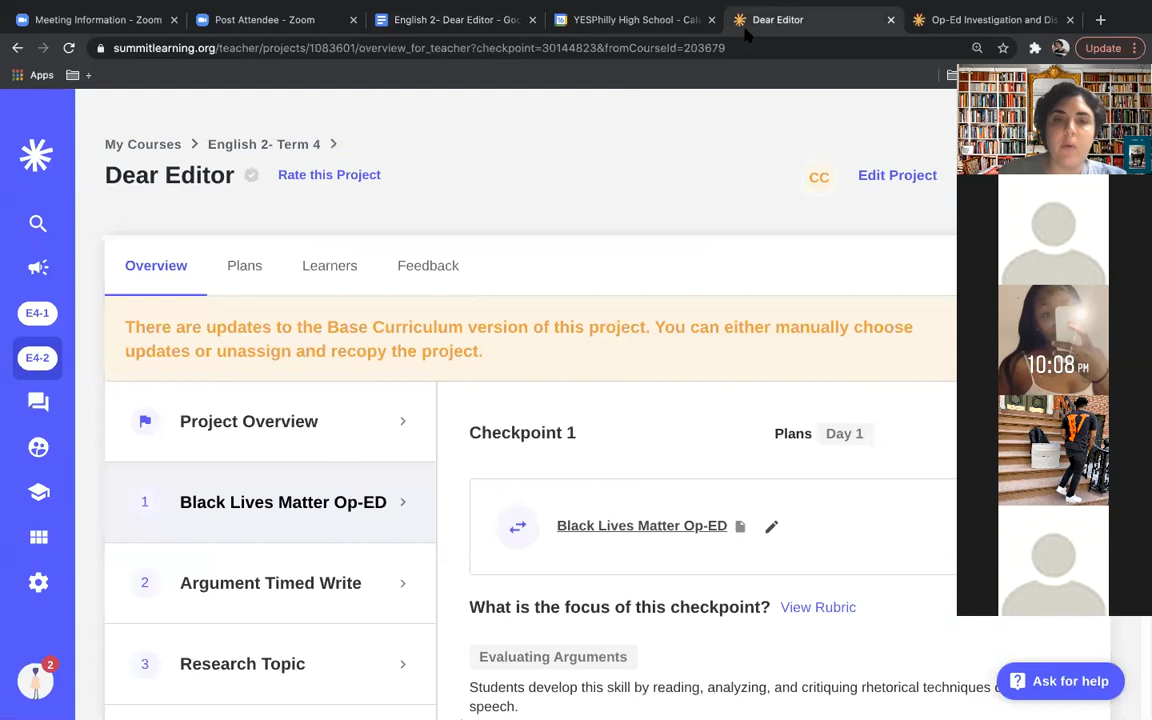 Meeting Information - Zoom
Post Attendee - Zoom
English 2- Dear Editor - Goo
YESPhilly High School - Cale
Dear Editor
Op-Ed Investigation and Dis
summitlearning.org/teacher/projects/1083601/overview_for_teacher?checkpoint=30144823&fromCourseId=203679
Update
Apps
+
My Courses > English 2- Term 4 >
Dear Editor
Rate this Project
CC
Edit Project
E4-1
E4-2
Overview
Plans
Learners
Feedback
There are updates to the Base Curriculum version of this project. You can either manually choose
updates or unassign and recopy the project.
10:08 PM
Project Overview
Checkpoint 1
Plans Day 1
1 Black Lives Matter Op-ED
Black Lives Matter Op-ED
2 Argument Timed Write
What is the focus of this checkpoint? View Rubric
3 Research Topic
Evaluating Arguments
Students develop this skill by reading, analyzing, and critiquing rhetorical techniques
speech.
2
Ask for help